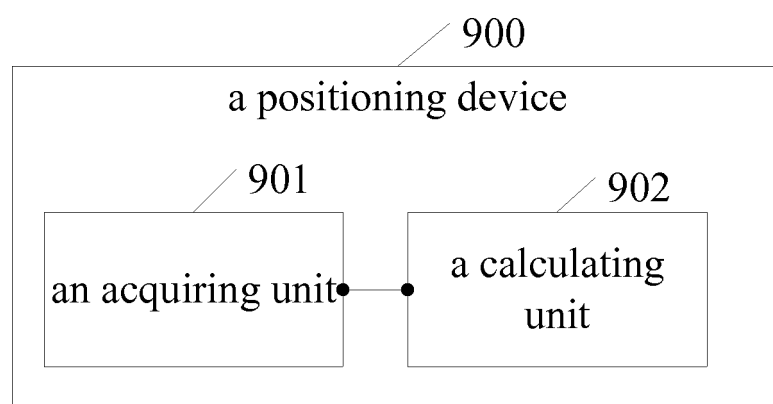 900
a positioning device
901
902
an acquiring unit
a calculating
unit